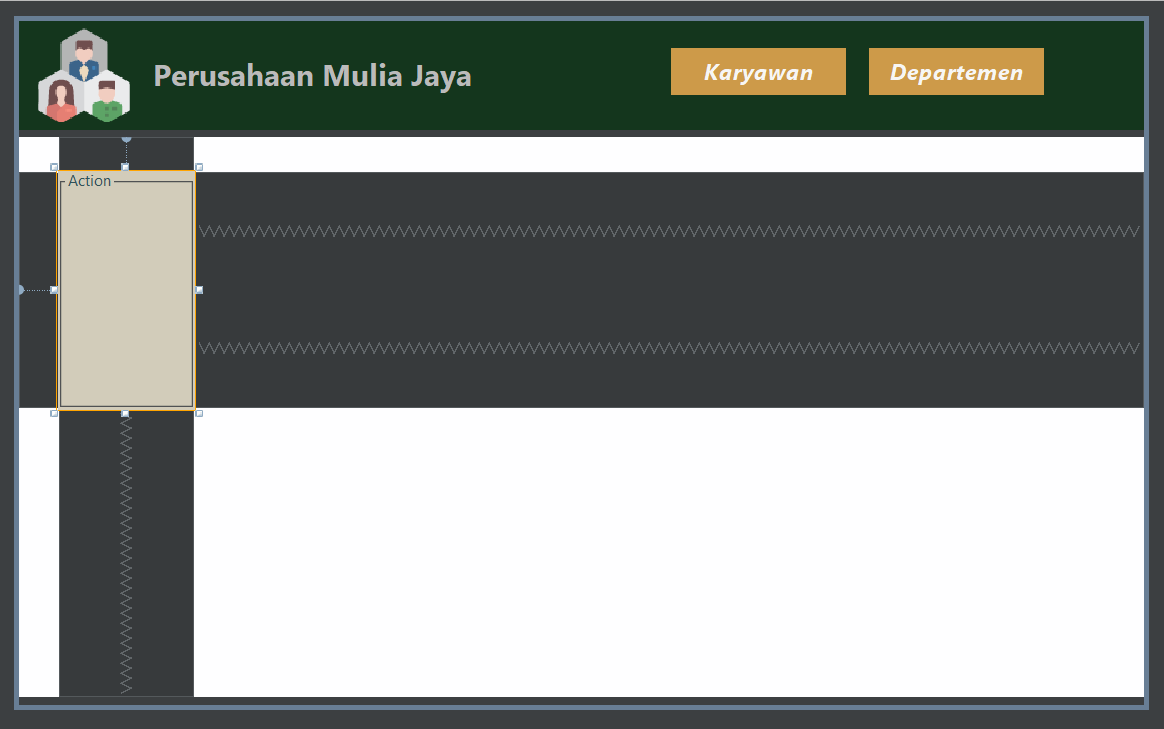 Perusahaan Mulia Jaya
Karyawan
Departemen
Action